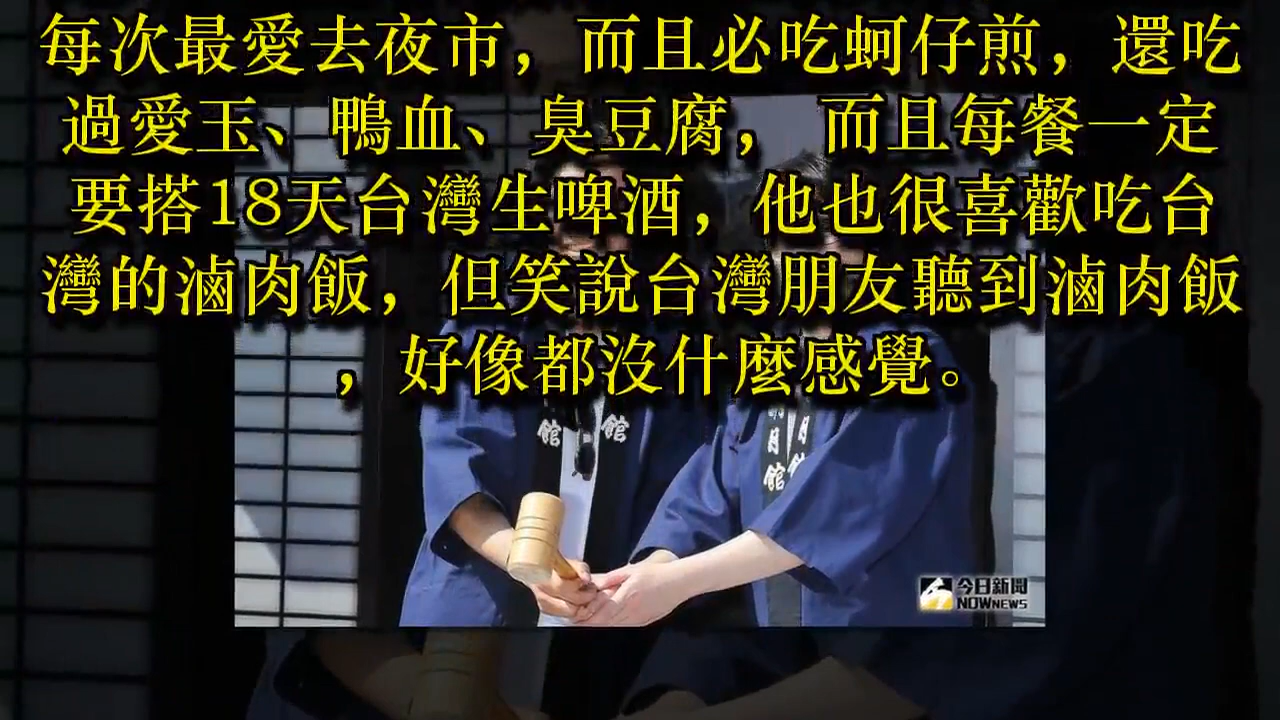 每次最愛去夜市，而且必吃蚵仔煎，還吃
過愛玉、鴨血、臭豆腐， 而且每餐一定
要搭18天台灣生啤酒，他也很喜歡吃台
灣的滷肉飯，但笑說台灣朋友聽到滷肉飯
，好像都沒什麼感覺。
館 館
月館
月
今日新聞
NOWNEWS